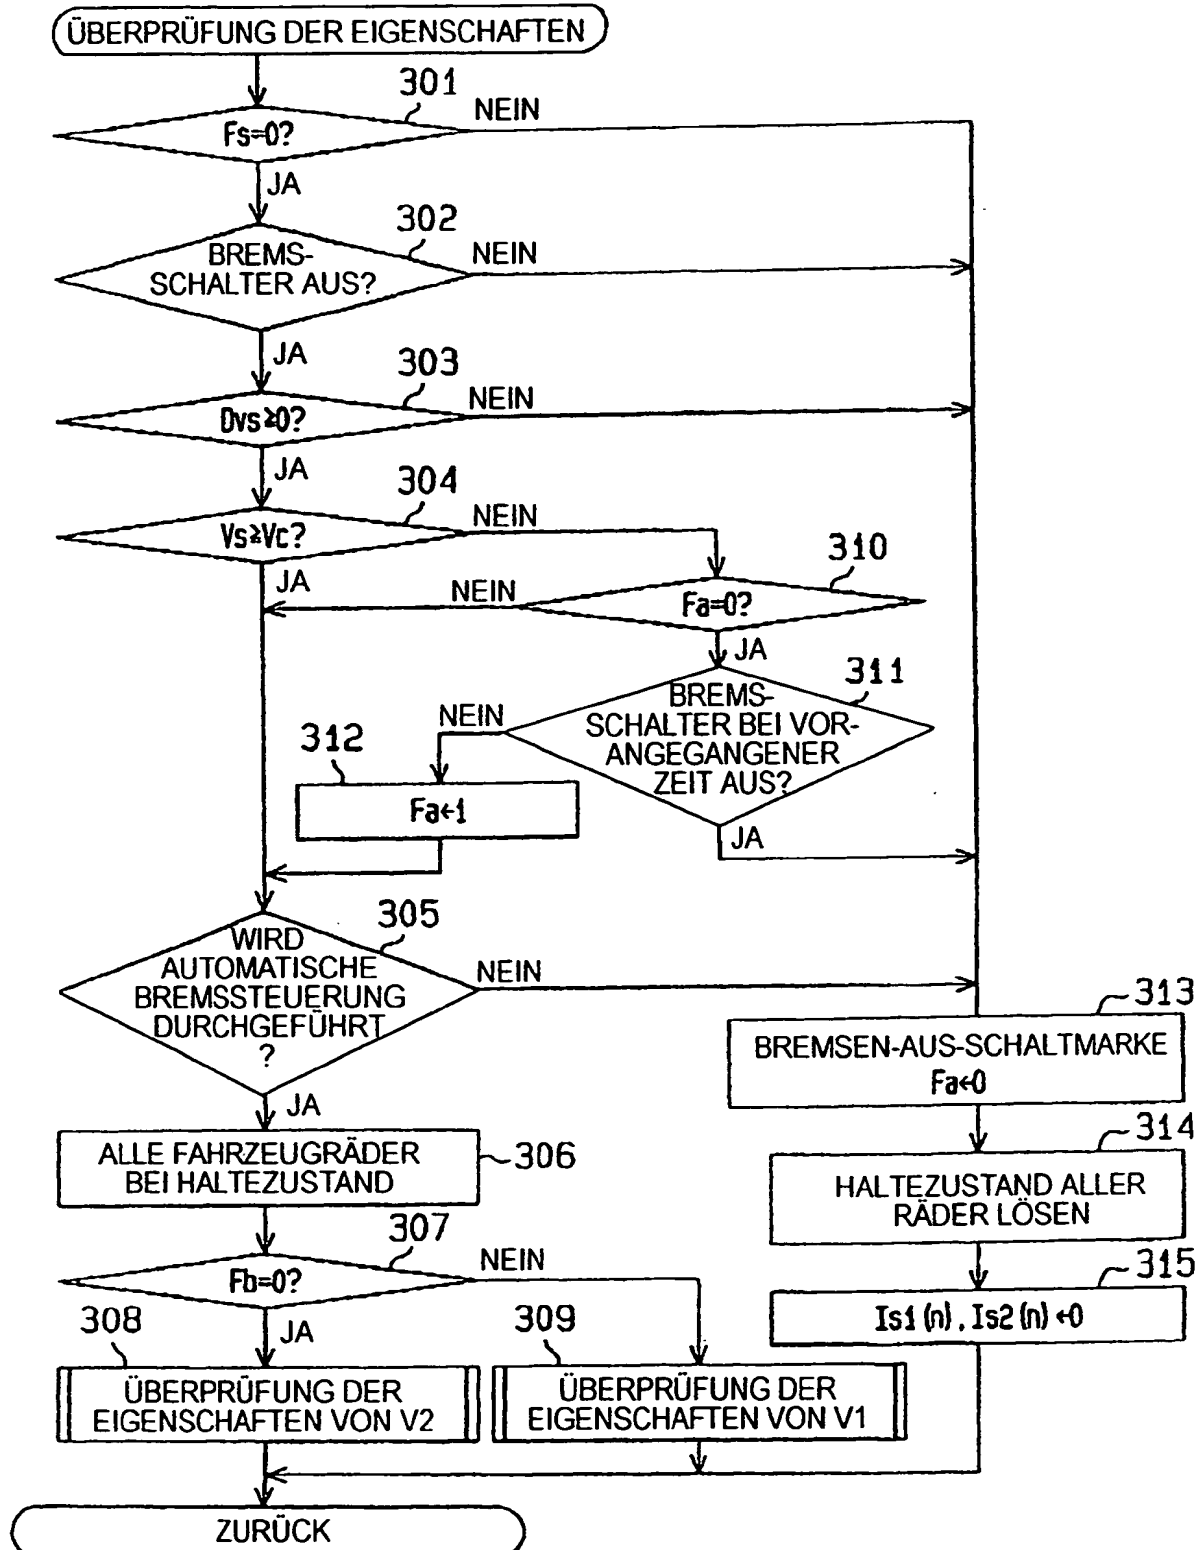 ÜBERPRÜFUNG DER EIGENSCHAFTEN
301
Fs=0?
NEIN
JA
302
BREMS-
SCHALTER AUS?
NEIN
JA
303
Dvs≥0?
NEIN
JA
304
Vs≥Vc?
NEIN
JA
310
Fa=0?
NEIN
JA
311
BREMS-
SCHALTER BEI VOR-
ANGEGANGENER
ZEIT AUS?
NEIN
JA
312
Fa←1
305
WIRD
AUTOMATISCHE
BREMSSTEUERUNG
DURCHGEFÜHRT
?
NEIN
JA
313
BREMSEN-AUS-SCHALTMARKE
Fa←0
306
ALLE FAHRZEUGRÄDER
BEI HALTEZUSTAND
314
HALTEZUSTAND ALLER
RÄDER LÖSEN
307
Fb=0?
NEIN
JA
315
Is1(n), Is2(n)←0
308
ÜBERPRÜFUNG DER
EIGENSCHAFTEN VON V2
309
ÜBERPRÜFUNG DER
EIGENSCHAFTEN VON V1
ZURÜCK